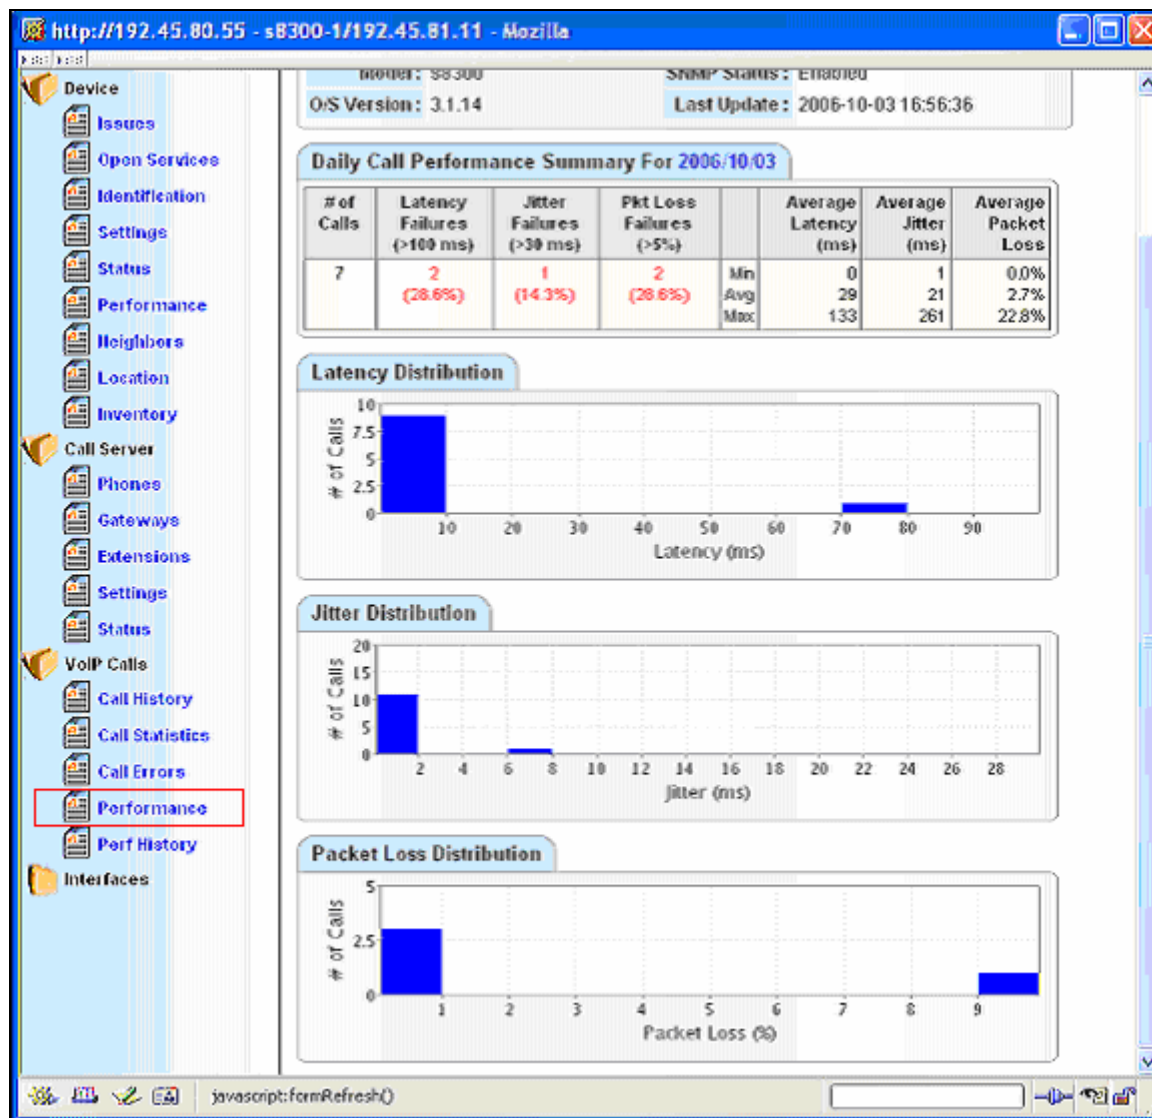 http://192.45.80.55 - s8300-1/192.45.81.11 - Mozilla
Device
Issues
Open Services
Identification
Settings
Status
Performance
Neighbors
Location
Inventory
Call Server
Phones
Gateways
Extensions
Settings
Status
VoIP Calls
Call History
Call Statistics
Call Errors
Performance
Perf History
Interfaces
Model: S8300 SNMP Status: Enabled
O/S Version: 3.1.14 Last Update: 2006-10-03 16:56:36
Daily Call Performance Summary For 2006/10/03
# of Calls Latency Failures (>100 ms) Jitter Failures (>30 ms) Pkt Loss Failures (>5%) Average Latency (ms) Average Jitter (ms) Average Packet Loss
7 2 1 2 Min 0 1 0.0%
(28.6%) (14.3%) (28.6%) Avg 29 21 2.7%
Max 133 261 22.8%
Latency Distribution
# of Calls
10
7.5
5
2.5
0
10 20 30 40 50 60 70 80 90
Latency (ms)
Jitter Distribution
# of Calls
20
15
10
5
0
2 4 6 8 10 12 14 16 18 20 22 24 26 28
Jitter (ms)
Packet Loss Distribution
# of Calls
5
2.5
0
1 2 3 4 5 6 7 8 9
Packet Loss (%)
javascript:formRefresh()